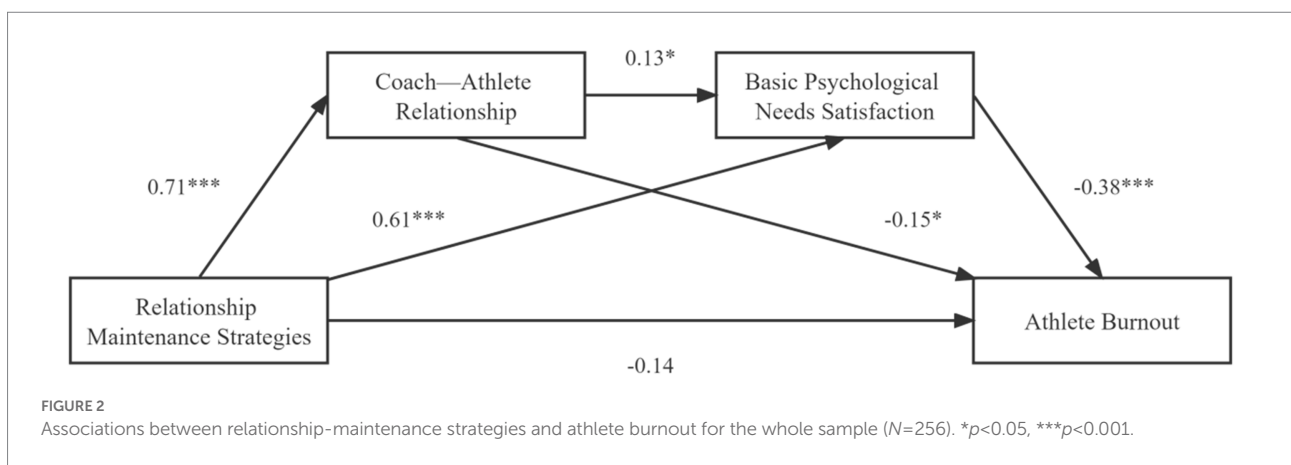 0.13*
Coach—Athlete
Relationship
Basic Psychological
Needs Satisfaction
0.71***
0.61***
-0.15*
-0.38***
Relationship
Maintenance Strategies
Athlete Burnout
-0.14
FIGURE 2
Associations between relationship-maintenance strategies and athlete burnout for the whole sample (N=256). *p<0.05, ***p<0.001.